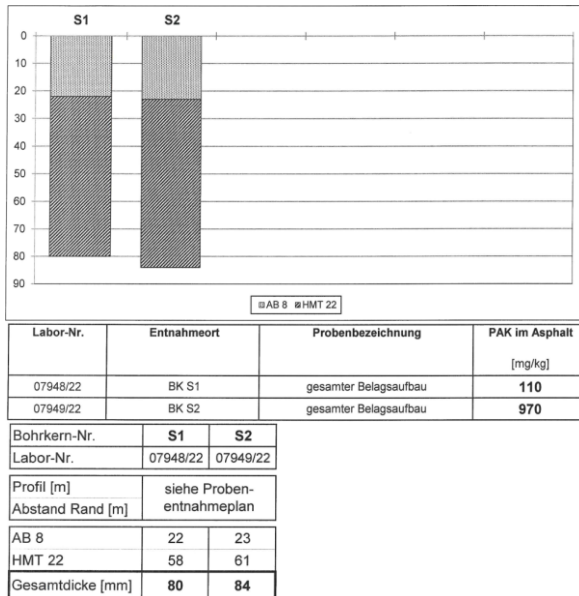 S1 S2
0
10
20
30
40
50
60
70
80
90
AB 8 HMT 22
Labor-Nr. Entnahmeort Probenbezeichnung PAK im Asphalt
[mg/kg]
07948/22 BK S1 gesamter Belagsaufbau 110
07949/22 BK S2 gesamter Belagsaufbau 970
Bohrkern-Nr. S1 S2
Labor-Nr. 07948/22 07949/22
Profil [m] siehe Proben-
Abstand Rand [m] entnahmeplan
AB 8 22 23
HMT 22 58 61
Gesamtdicke [mm] 80 84